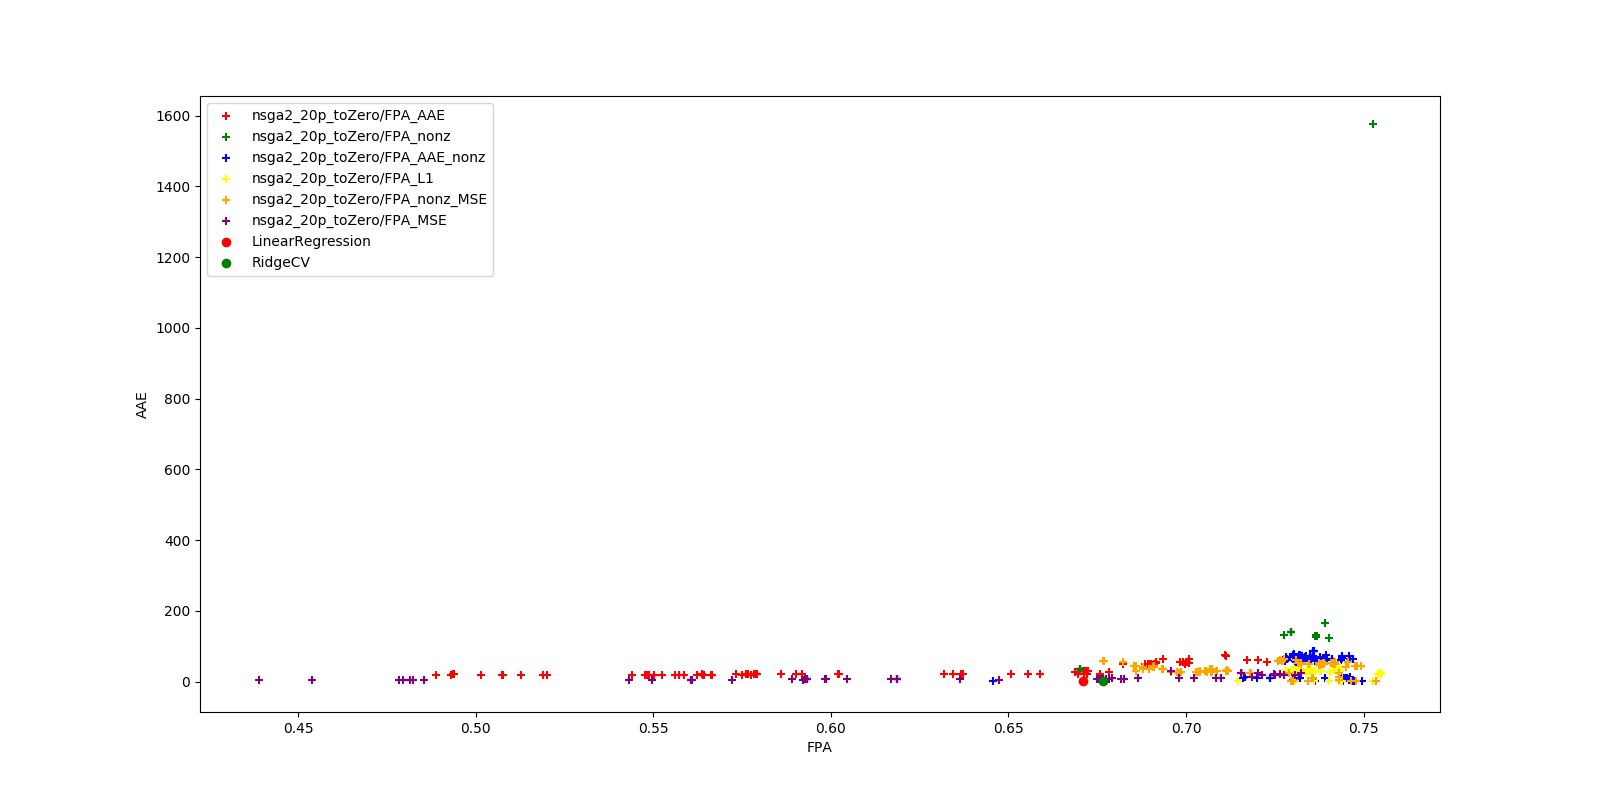 1600
1400
1200
1000
800
600
400
200
0
AAE
nsga2_20p_toZero/FPA_AAE
nsga2_20p_toZero/FPA_nonz
nsga2_20p_toZero/FPA_AAE_nonz
nsga2_20p_toZero/FPA_L1
nsga2_20p_toZero/FPA_nonz_MSE
nsga2_20p_toZero/FPA_MSE
LinearRegression
RidgeCV
0.45 0.50 0.55 0.60 0.65 0.70 0.75
FPA